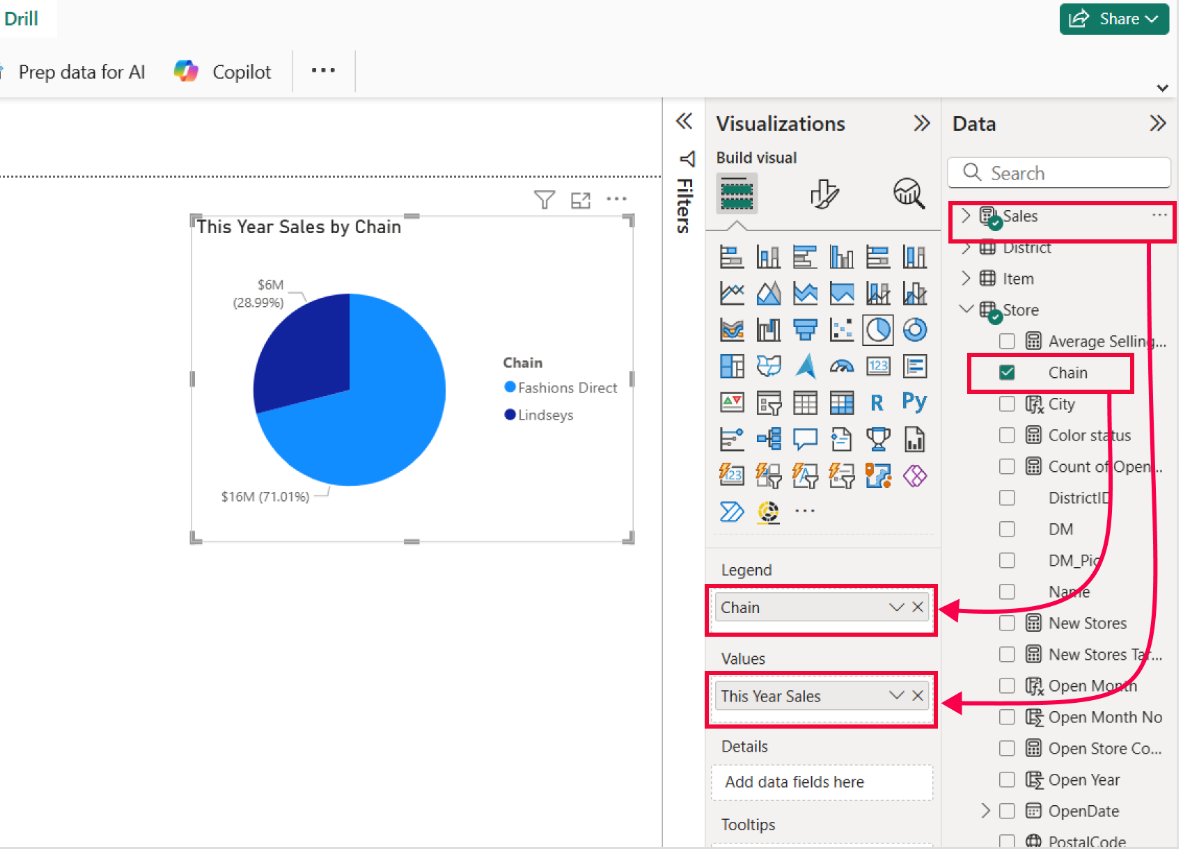 Drill
Share
Prep data for AI
Copilot
This Year Sales by Chain
$6M
(28.99%)
$16M (71.01%)
Chain
Fashions Direct
Lindseys
Filters
Visualizations
Build visual
123
R
Py
123
Legend
Chain
Values
This Year Sales
Details
Add data fields here
Tooltips
Data
Search
Sales
District
Item
Store
Average Selling...
Chain
City
Color status
Count of Open...
DistrictID
DM
DM_Pic
Name
New Stores
New Stores Tar...
Open Month
Open Month No
Open Store Co...
Open Year
OpenDate
PostalCode